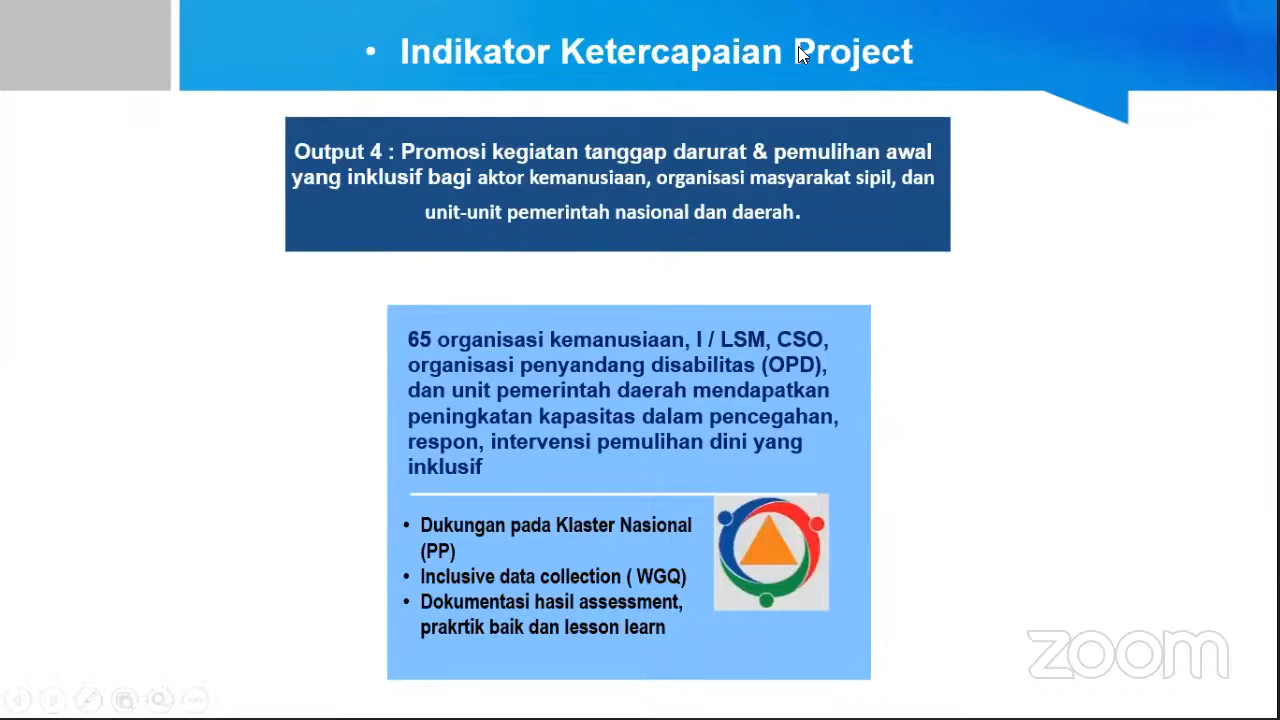 • Indikator Ketercapaian Project
Output 4 : Promosi kegiatan tanggap darurat & pemulihan awal
yang inklusif bagi aktor kemanusiaan, organisasi masyarakat sipil, dan
unit-unit pemerintah nasional dan daerah.
65 organisasi kemanusiaan, I / LSM, CSO,
organisasi penyandang disabilitas (OPD),
dan unit pemerintah daerah mendapatkan
peningkatan kapasitas dalam pencegahan,
respon, intervensi pemulihan dini yang
inklusif
• Dukungan pada Klaster Nasional
(PP)
• Inclusive data collection ( WGQ)
• Dokumentasi hasil assessment,
prakrtik baik dan lesson learn
zoom